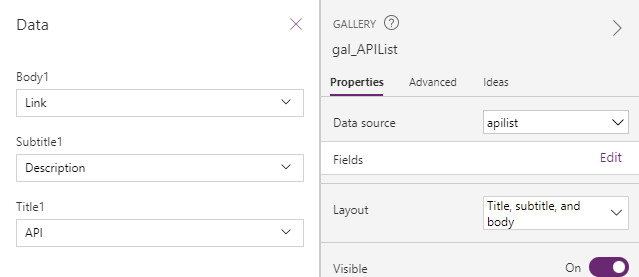 Data
Body1
Link
Subtitle1
Description
Title1
API
GALLERY ?
gal_APIList
Properties Advanced Ideas
Data source apilist
Fields Edit
Layout Title, subtitle, and
body
Visible On